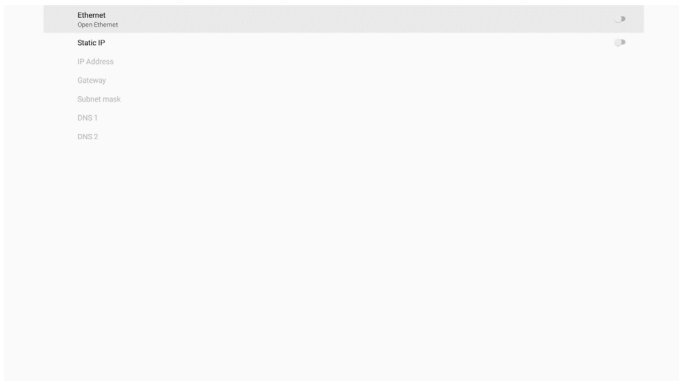 Ethernet
Open Ethernet
Static IP
IP Address
Gateway
Subnet mask
DNS 1
DNS 2